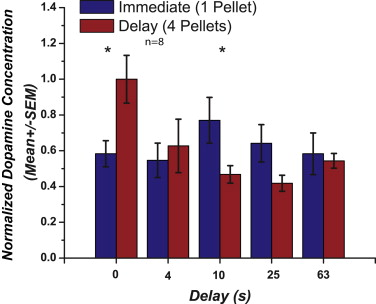 Immediate (1 Pellet)
Delay (4 Pellets)
n=8
*
*
Normalized Dopamine Concentration
(Mean+/-SEM)
1.4
1.2
1.0
0.8
0.6
0.4
0.2
0.0
0 4 10 25 63
Delay (s)